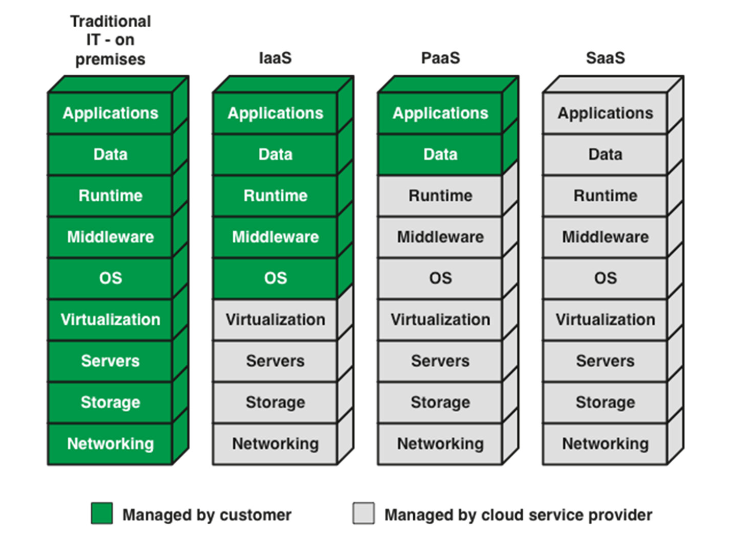 Traditional
IT - on
premises
IaaS
PaaS
SaaS
Applications
Data
Runtime
Middleware
OS
Virtualization
Servers
Storage
Networking
Applications
Data
Runtime
Middleware
OS
Virtualization
Servers
Storage
Networking
Applications
Data
Runtime
Middleware
OS
Virtualization
Servers
Storage
Networking
Applications
Data
Runtime
Middleware
OS
Virtualization
Servers
Storage
Networking
Managed by customer
Managed by cloud service provider